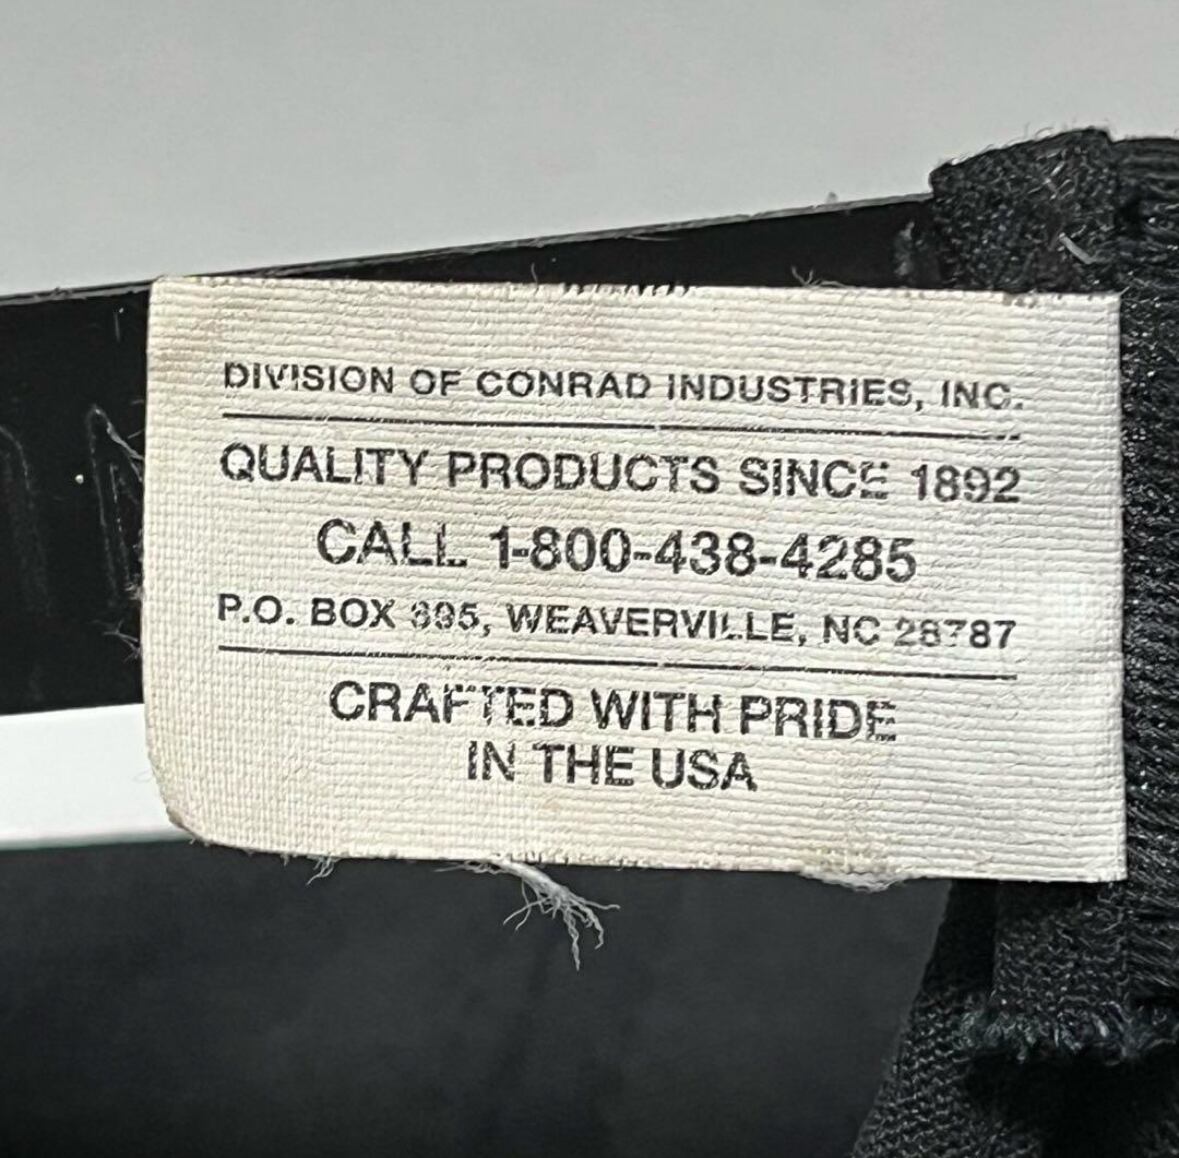 DIVISION OF CONRAD INDUSTRIES, INC.
QUALITY PRODUCTS SINCE 1892
CALL 1-800-438-4285
P.O. BOX 695, WEAVERVILLE, NC 28787
CRAFTED WITH PRIDE
IN THE USA